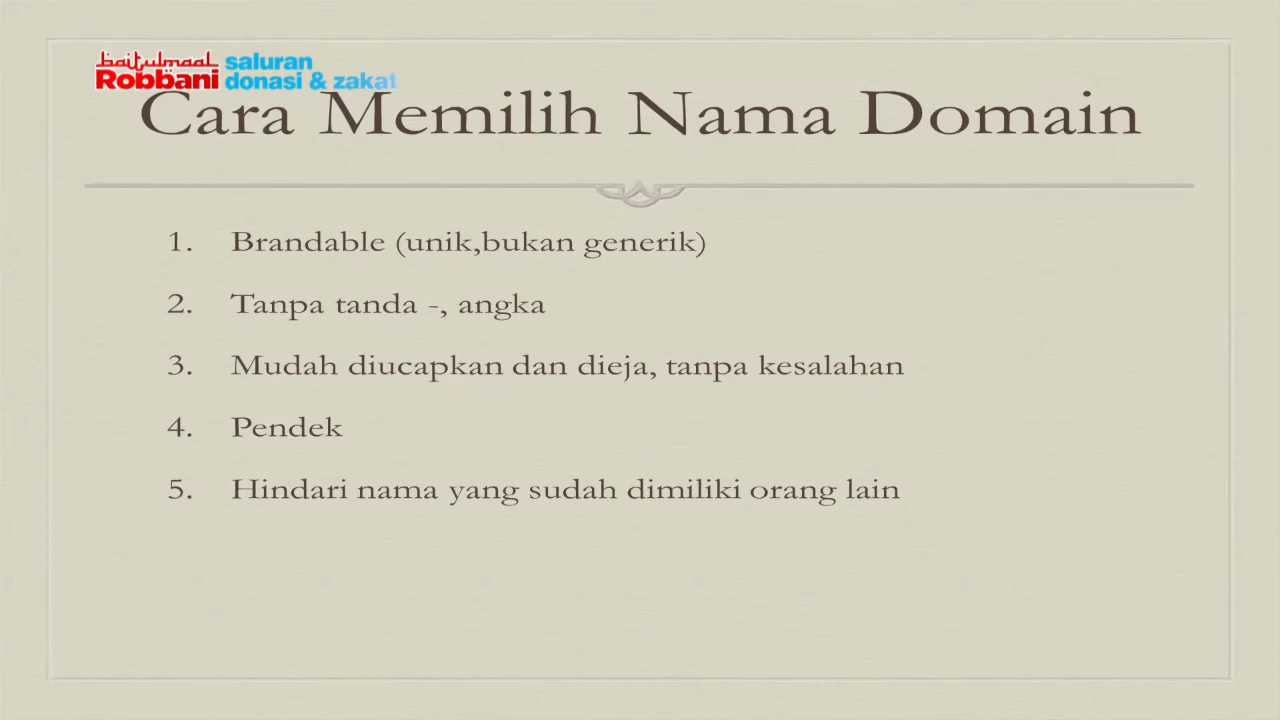 baitulmaal saluran
Robbani donasi & zakat
Cara Memilih Nama Domain
1. Brandable (unik,bukan generik)
2. Tanpa tanda -, angka
3. Mudah diucapkan dan dieja, tanpa kesalahan
4. Pendek
5. Hindari nama yang sudah dimiliki orang lain